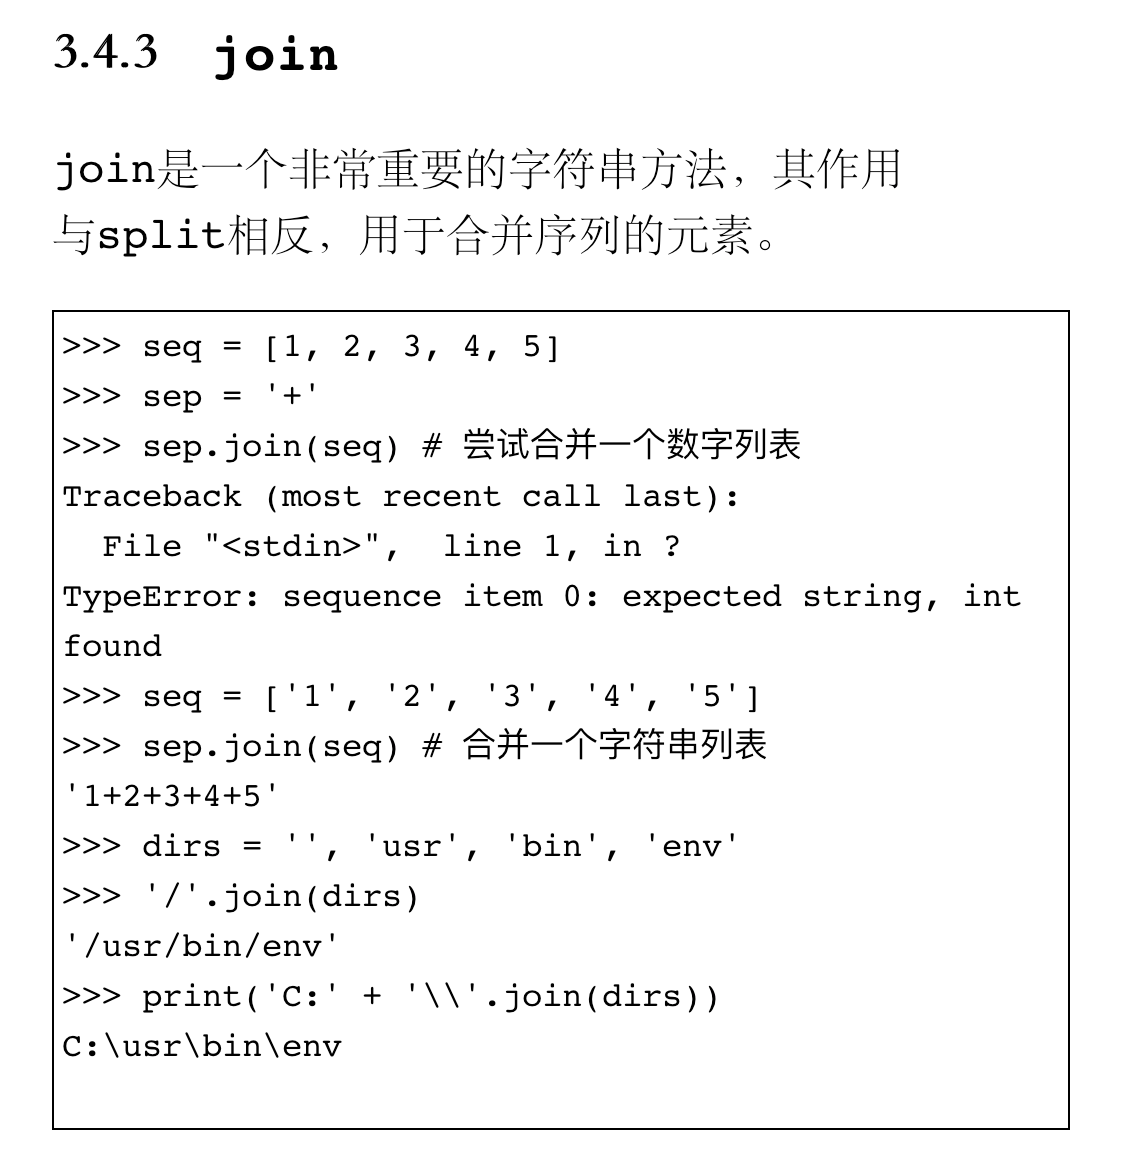 3.4.3 join
join是一个非常重要的字符串方法，其作用
与split相反，用于合并序列的元素。
>>> seq = [1, 2, 3, 4, 5]
>>> sep = '+'
>>> sep.join(seq) # 尝试合并一个数字列表
Traceback (most recent call last):
  File "<stdin>",  line 1, in ?
TypeError: sequence item 0: expected string, int
found
>>> seq = ['1', '2', '3', '4', '5']
>>> sep.join(seq) # 合并一个字符串列表
'1+2+3+4+5'
>>> dirs = '', 'usr', 'bin', 'env'
>>> '/'.join(dirs)
'/usr/bin/env'
>>> print('C:' + '\\'.join(dirs))
C:\usr\bin\env